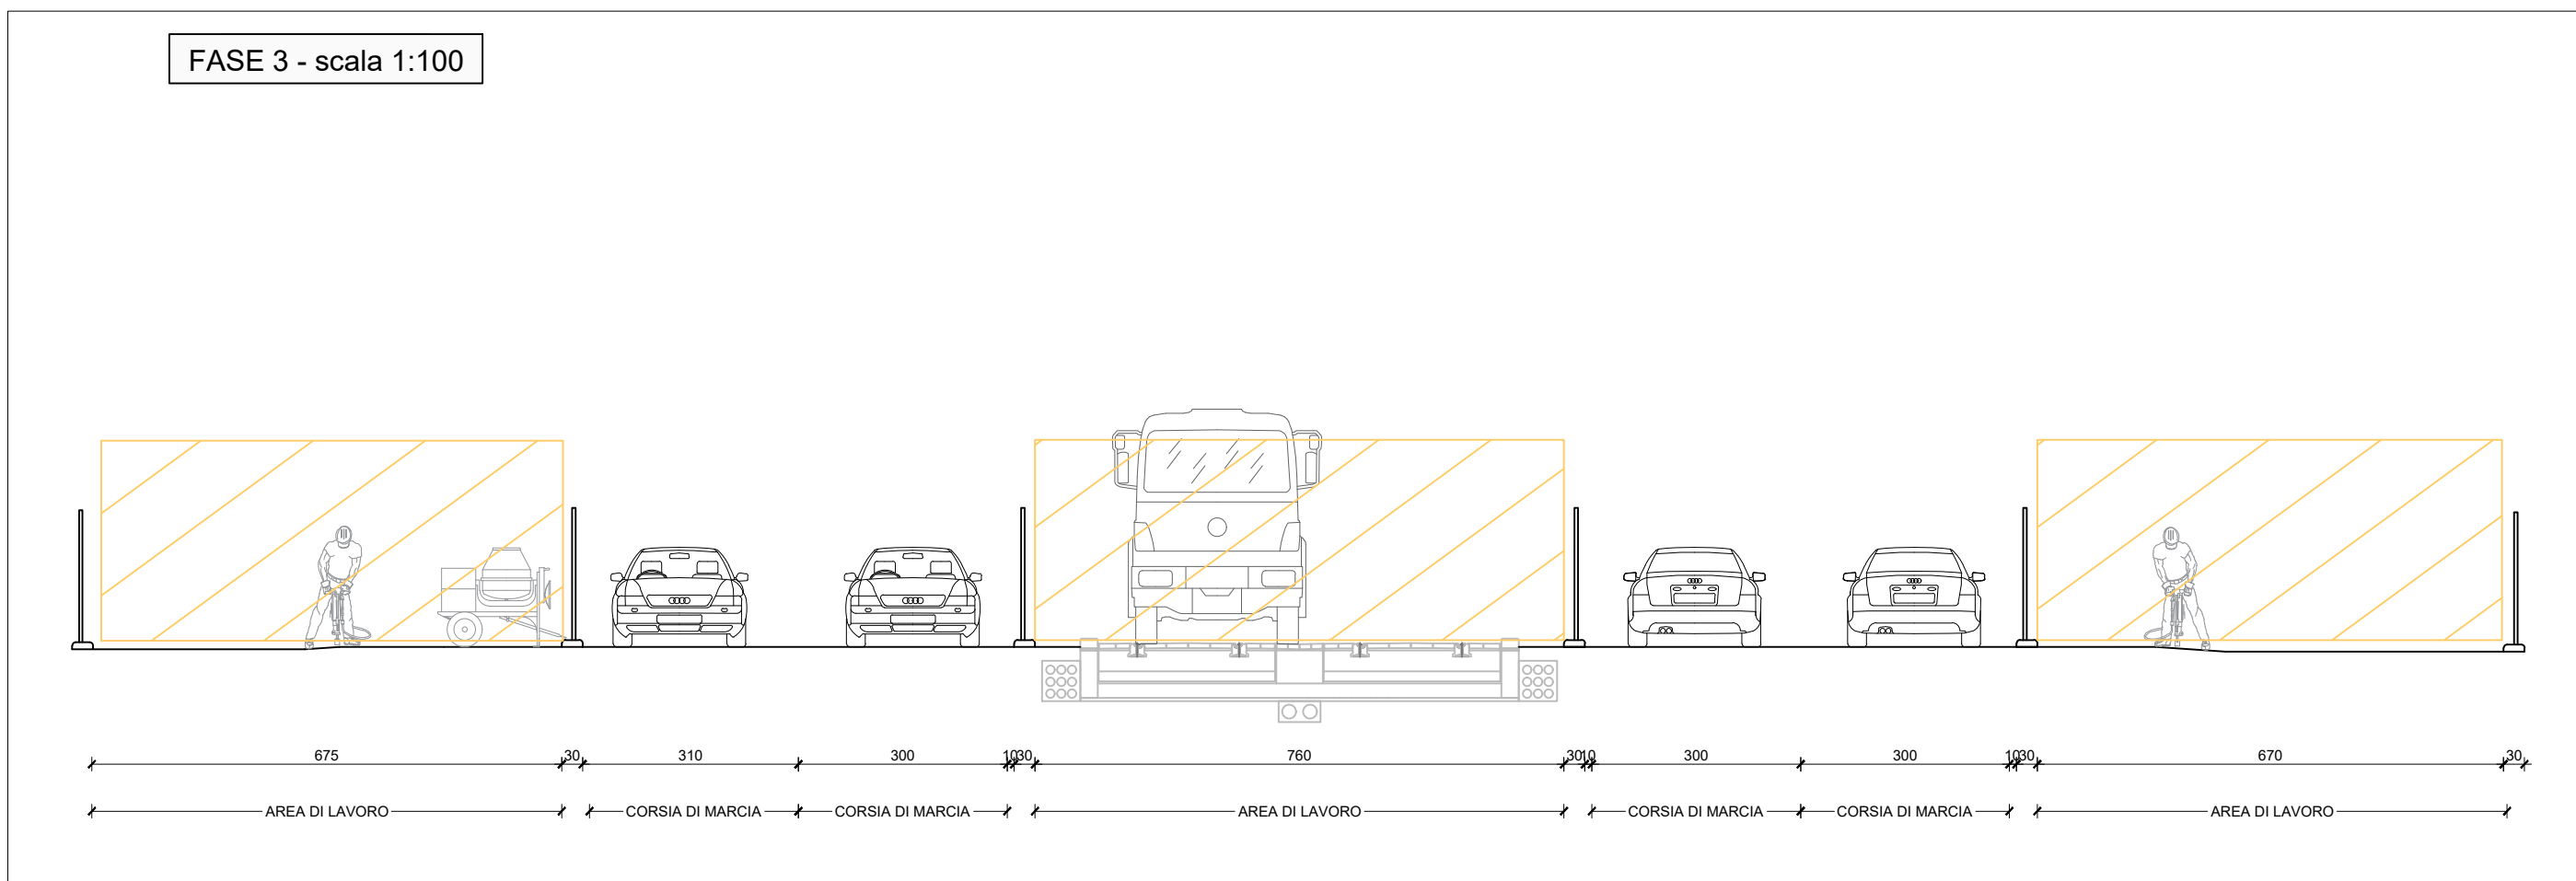 FASE 3 - scala 1:100
675 30 310 300 10 30 760 30 10 300 300 10 30 670 30
AREA DI LAVORO CORSIA DI MARCIA CORSIA DI MARCIA AREA DI LAVORO CORSIA DI MARCIA CORSIA DI MARCIA AREA DI LAVORO